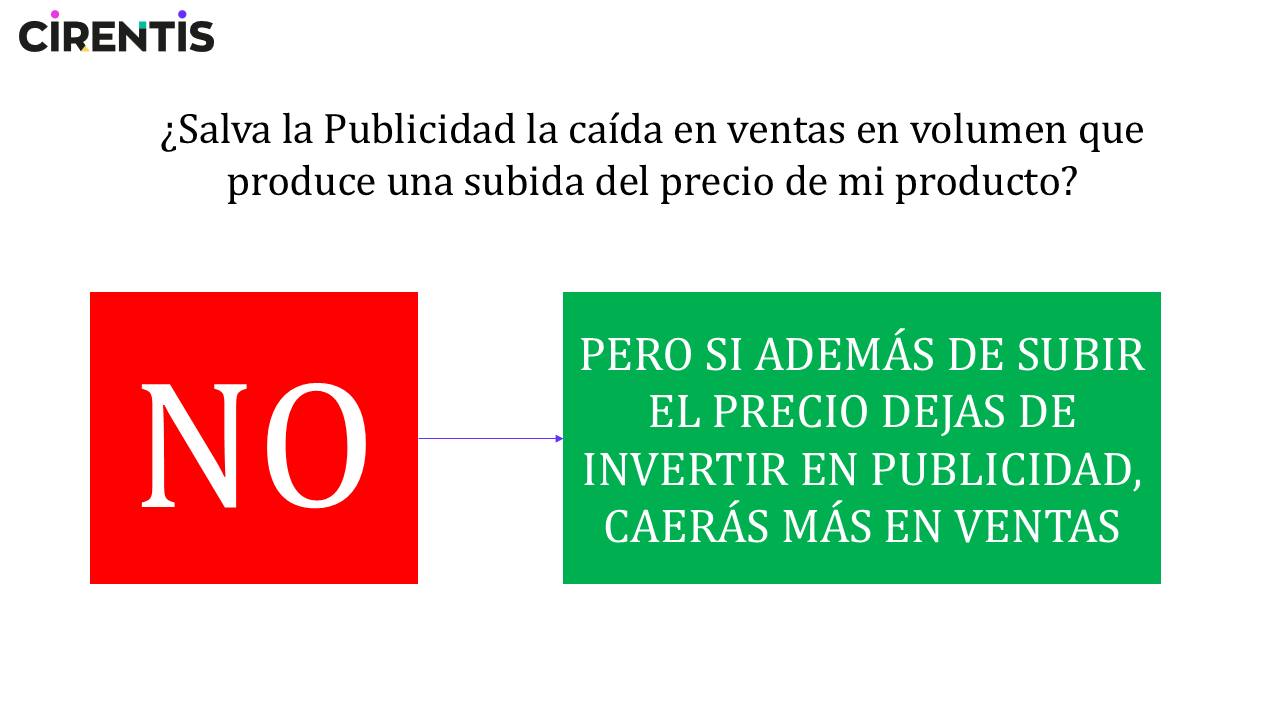 CIRENTIS
¿Salva la Publicidad la caída en ventas en volumen que
produce una subida del precio de mi producto?
NO
PERO SI ADEMÁS DE SUBIR
EL PRECIO DEJAS DE
INVERTIR EN PUBLICIDAD,
CAERÁS MÁS EN VENTAS